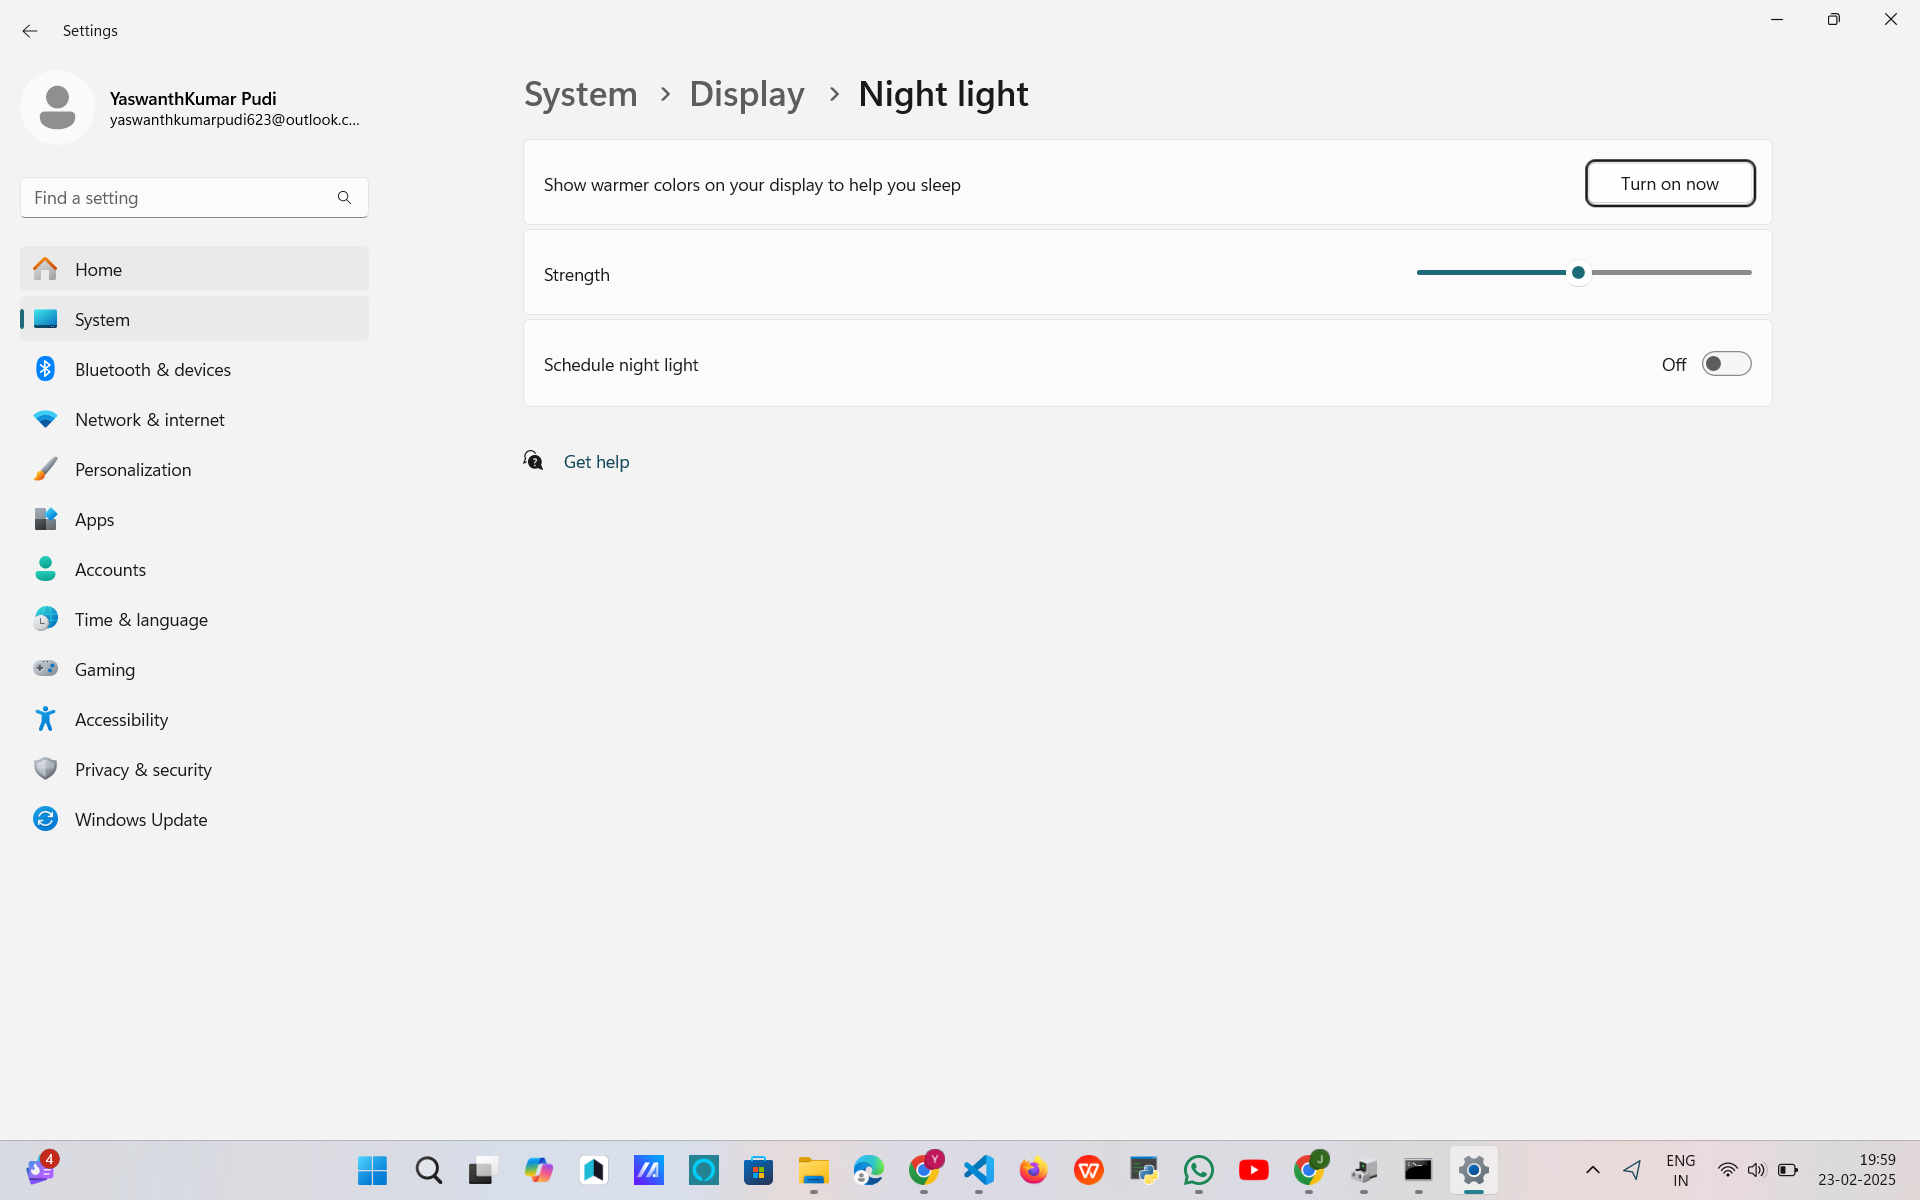 Settings
YaswanthKumar Pudi
yaswanthkumarpudi623@outlook.c...
Find a setting
Home
System
Bluetooth & devices
Network & internet
Personalization
Apps
Accounts
Time & language
Gaming
Accessibility
Privacy & security
Windows Update
System > Display > Night light
Show warmer colors on your display to help you sleep
Turn on now
Strength
Schedule night light
Off
Get help
4
Y
J
ENG
IN
19:59
23-02-2025